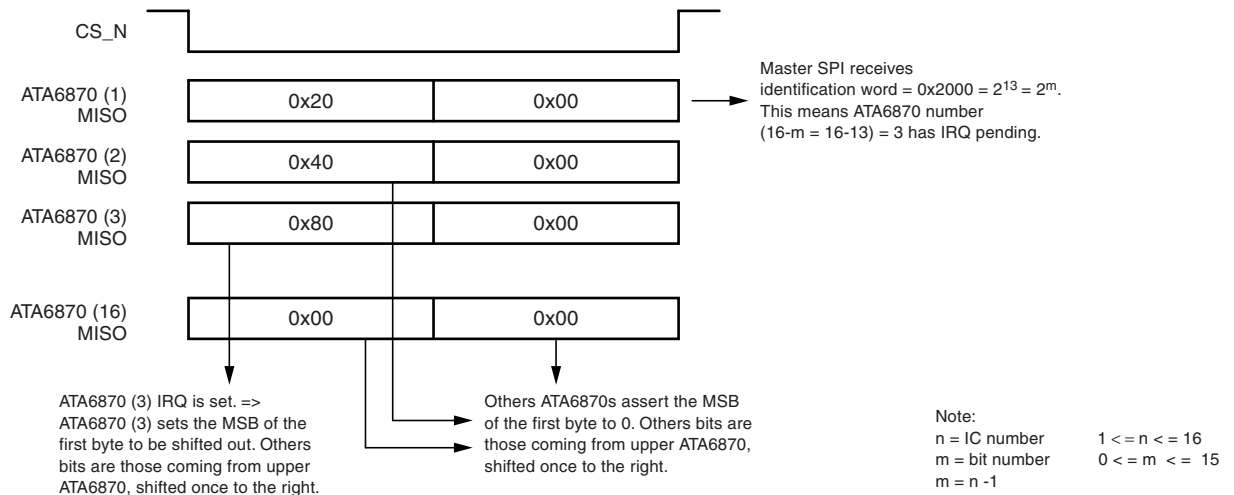 CS_N
ATA6870 (1)
MISO
0x20 0x00
Master SPI receives
identification word = 0x2000 = 2¹³ = 2ᵐ.
This means ATA6870 number
(16-m = 16-13) = 3 has IRQ pending.
ATA6870 (2)
MISO
0x40 0x00
ATA6870 (3)
MISO
0x80 0x00
ATA6870 (16)
MISO
0x00 0x00
ATA6870 (3) IRQ is set. =>
ATA6870 (3) sets the MSB of the
first byte to be shifted out. Others
bits are those coming from upper
ATA6870, shifted once to the right.
Others ATA6870s assert the MSB
of the first byte to 0. Others bits are
those coming from upper ATA6870,
shifted once to the right.
Note:
n = IC number 1 < = n < = 16
m = bit number 0 < = m < = 15
m = n -1